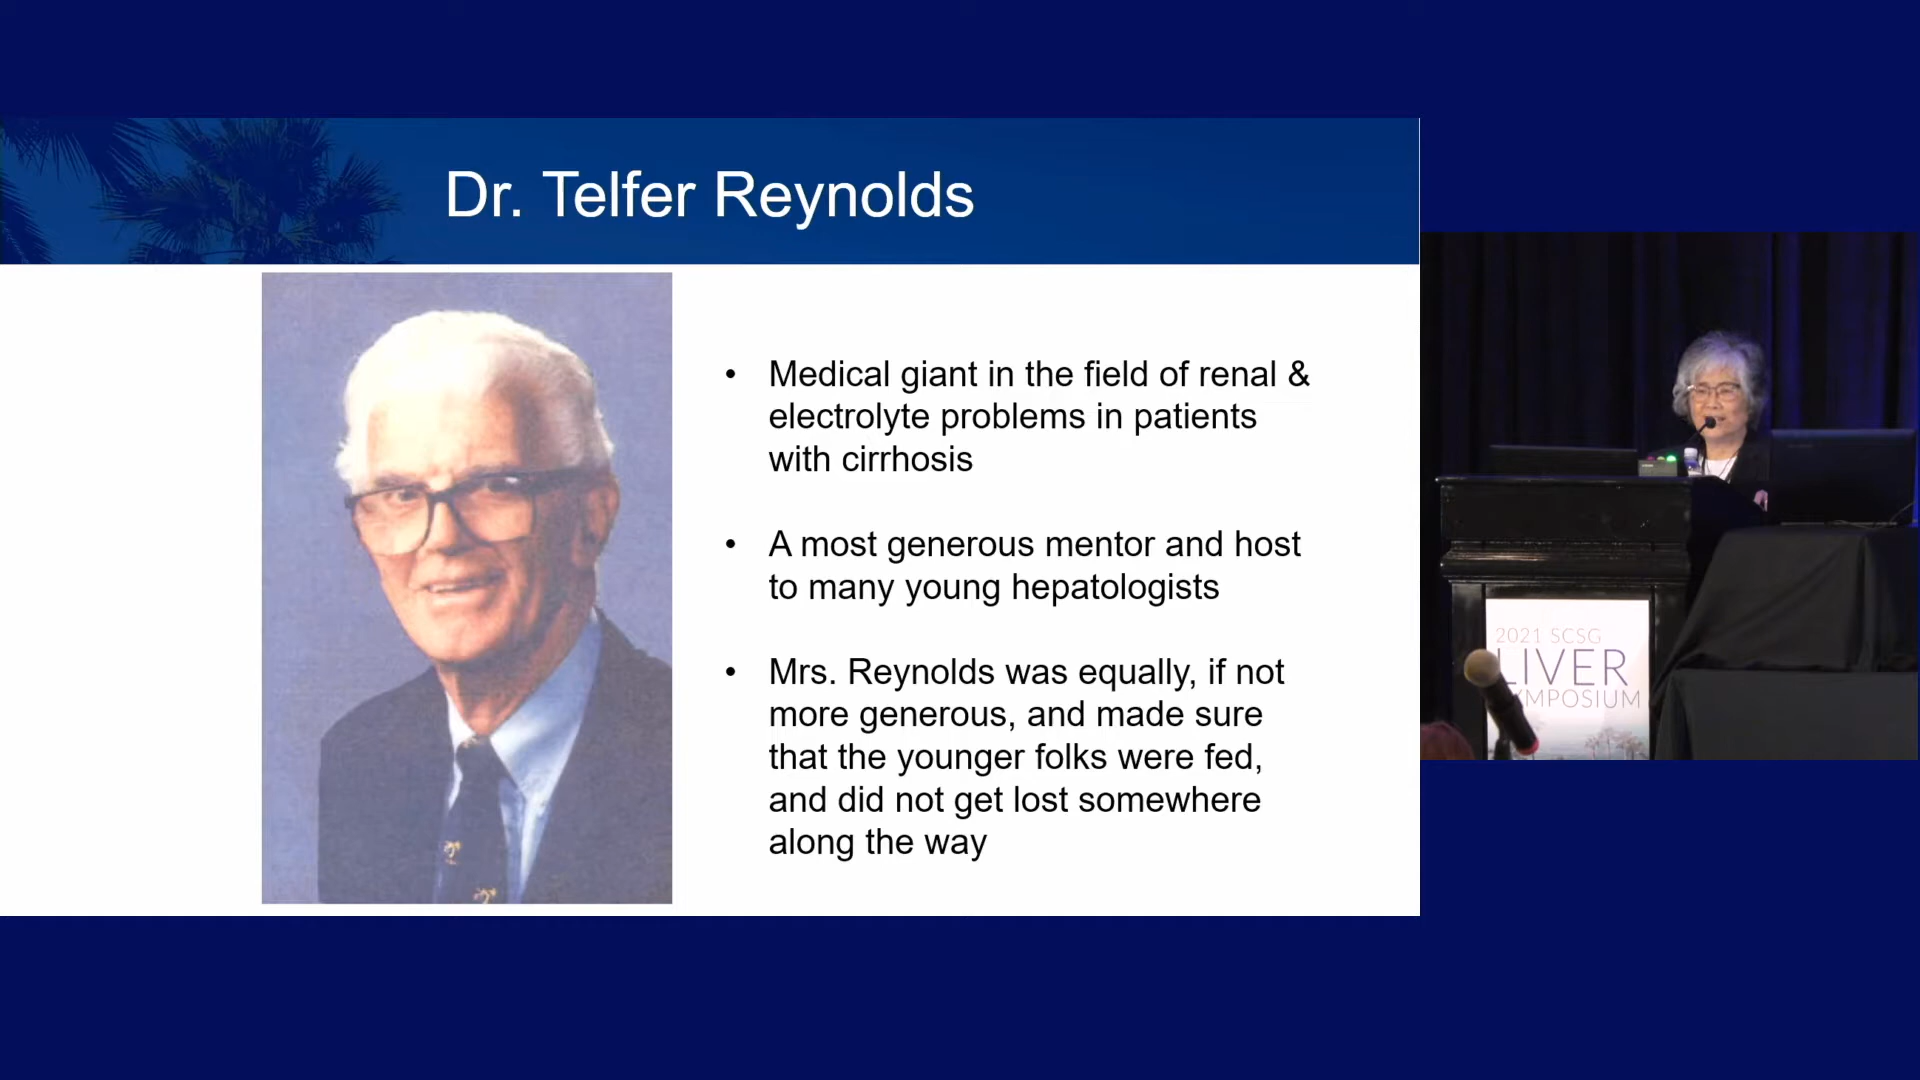 Dr. Telfer Reynolds
• Medical giant in the field of renal &
electrolyte problems in patients
with cirrhosis
• A most generous mentor and host
to many young hepatologists
• Mrs. Reynolds was equally, if not
more generous, and made sure
that the younger folks were fed,
and did not get lost somewhere
along the way
2021 SCSG
LIVER
YMPOSIUM